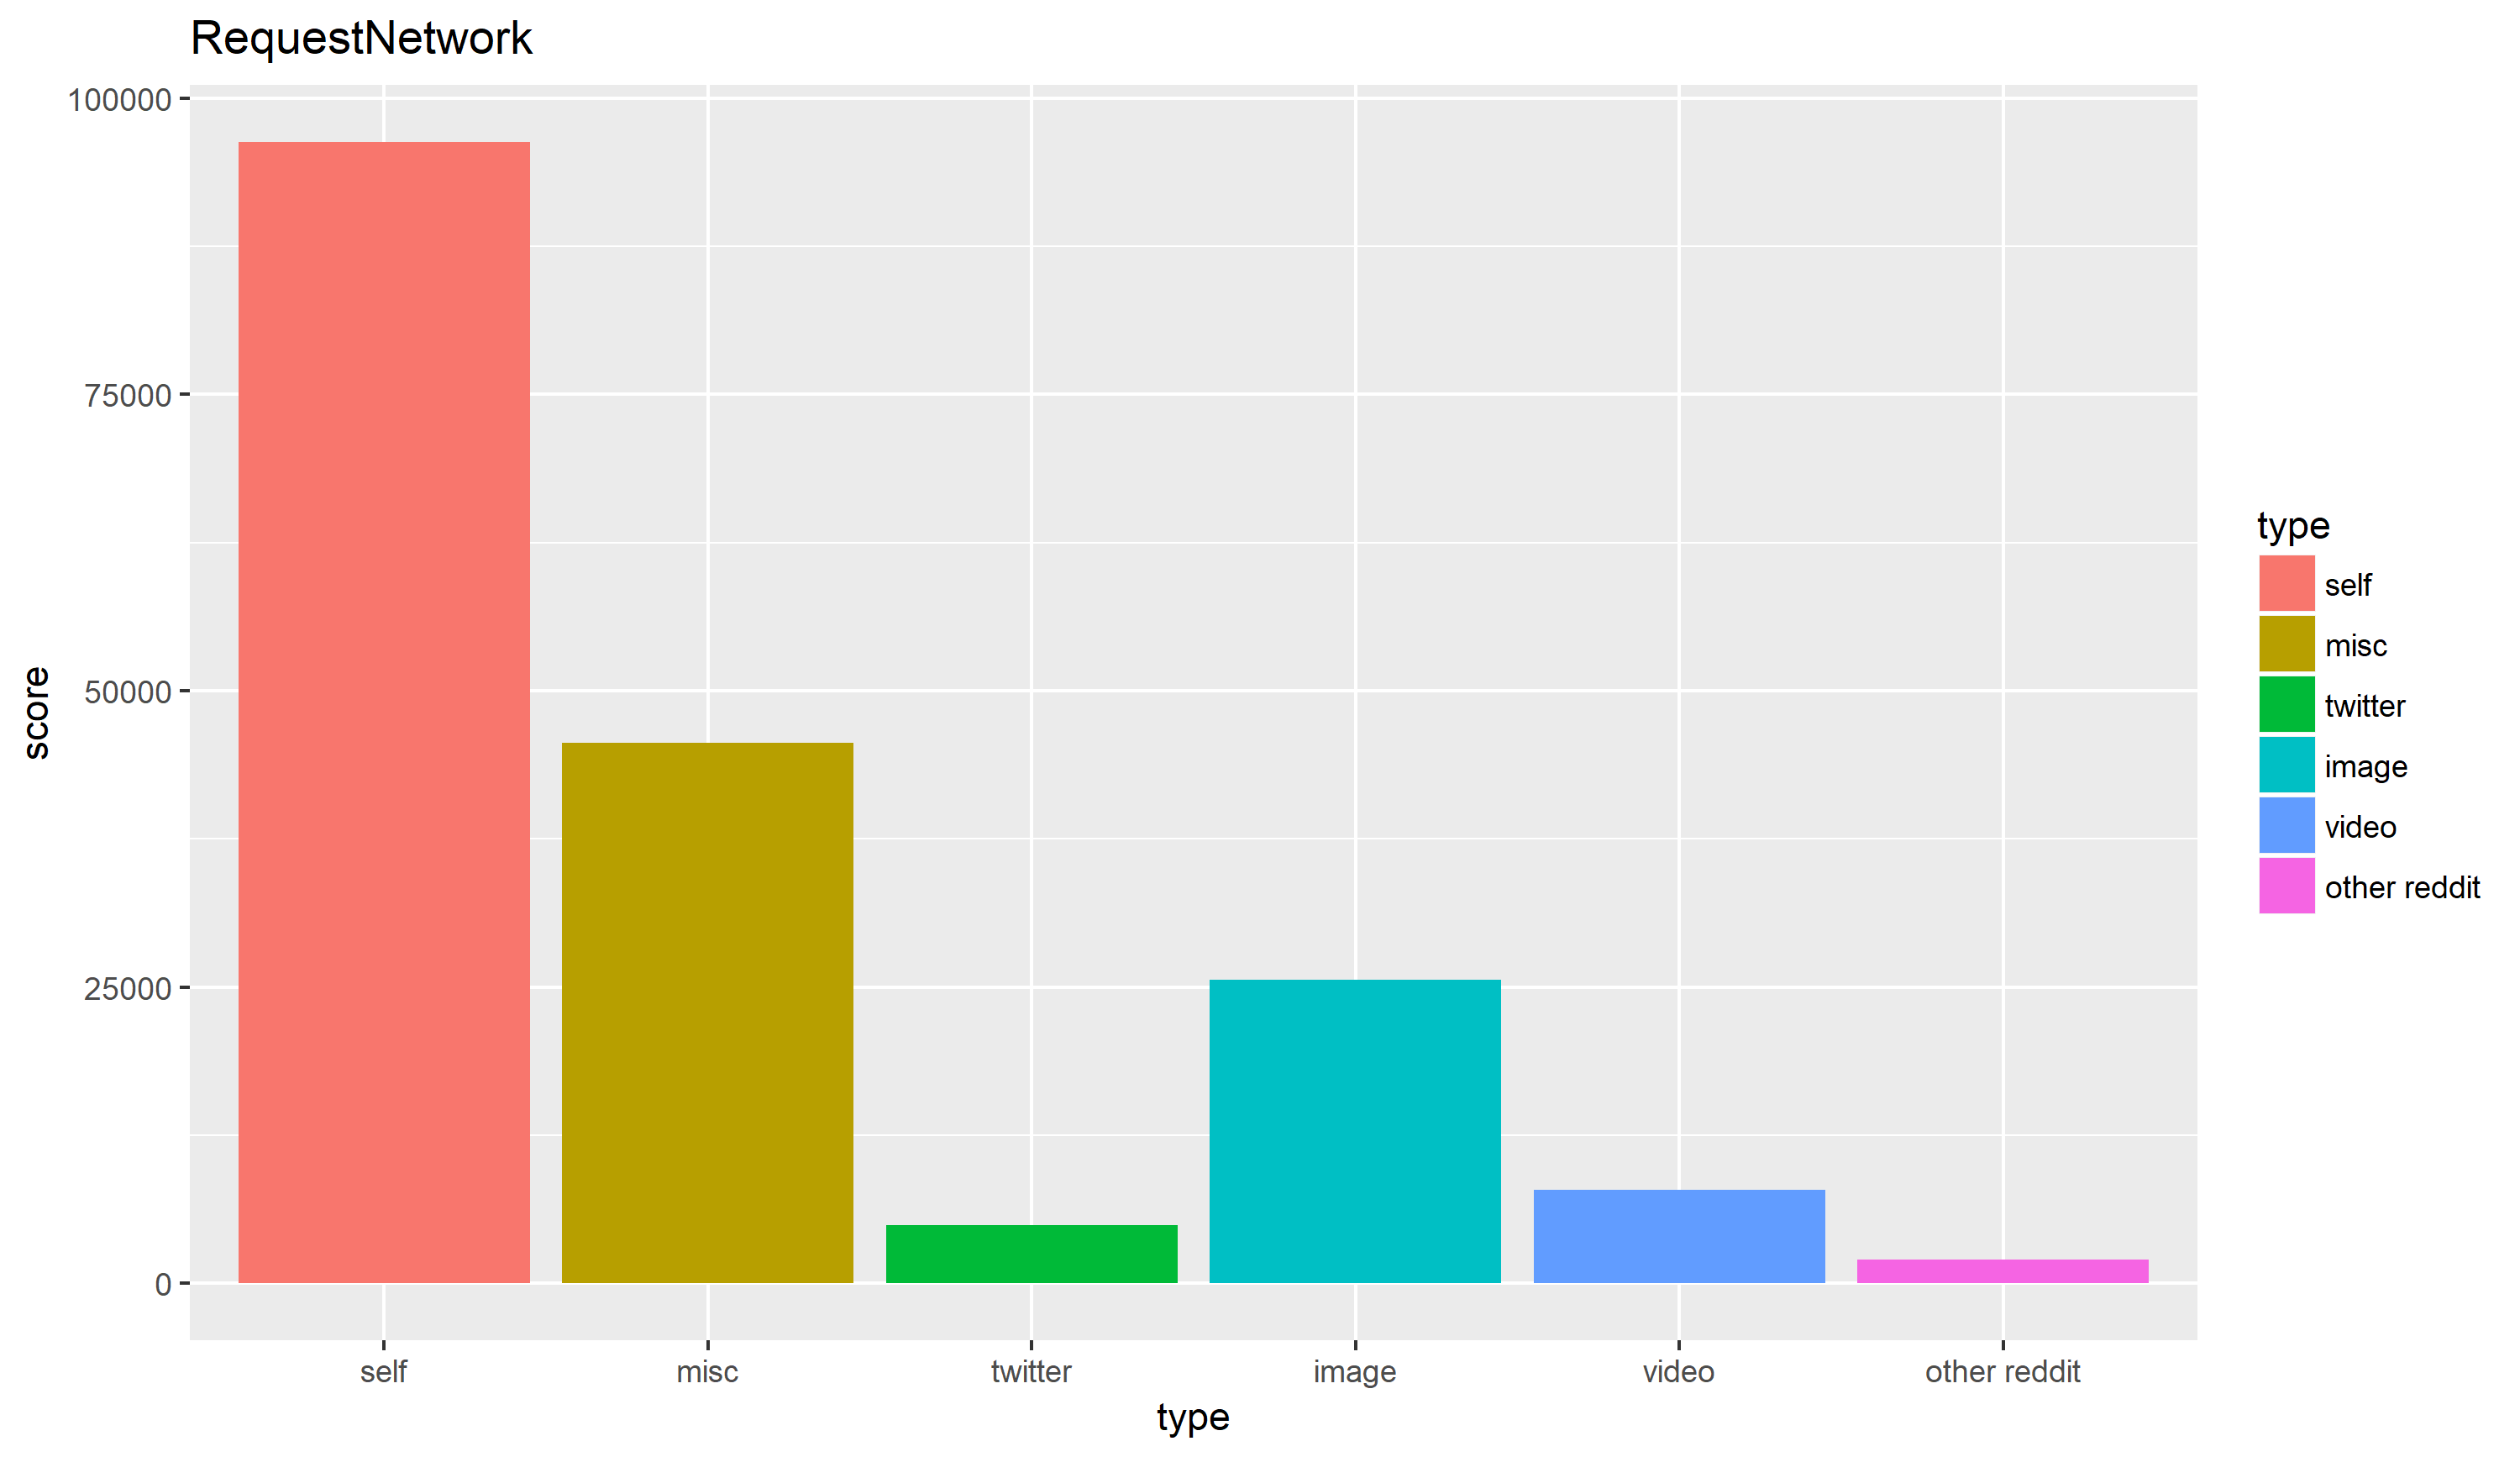 RequestNetwork
100000
75000
50000
25000
0
score
self
misc
twitter
image
video
other reddit
type
type
self
misc
twitter
image
video
other reddit